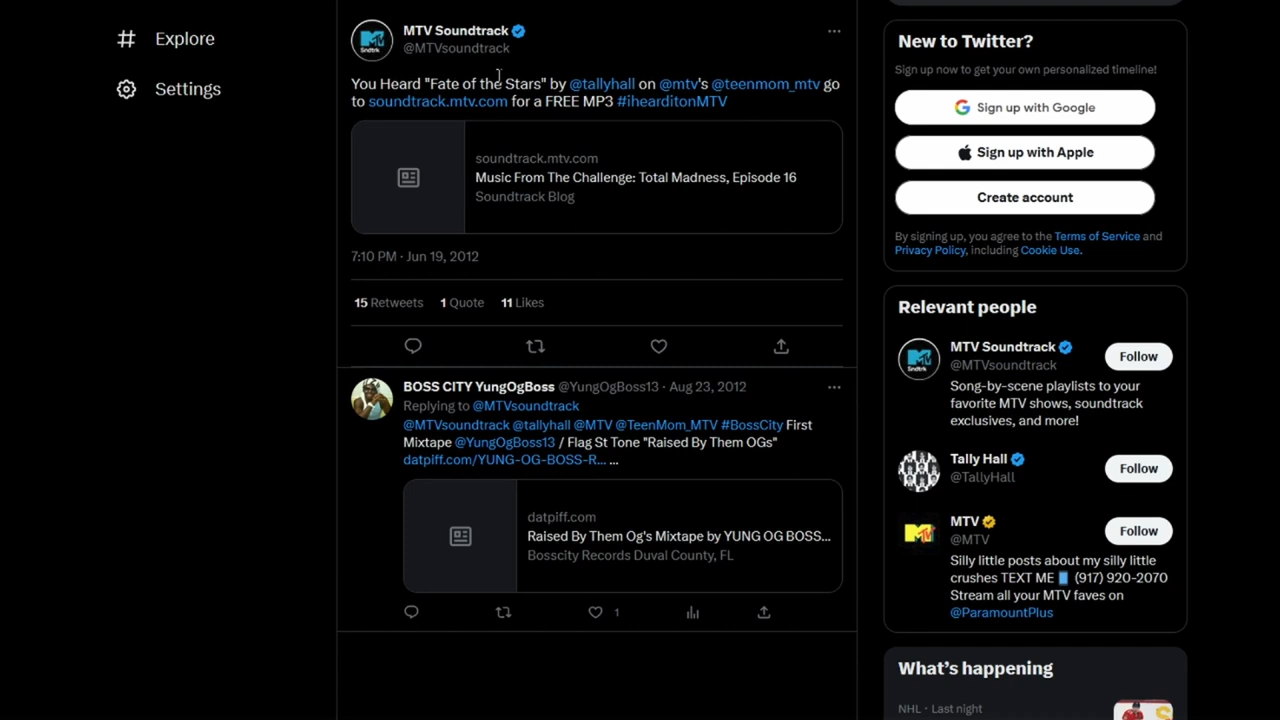 Explore
Settings
MTV Soundtrack
@MTVsoundtrack
You Heard "Fate of the Stars" by @tallyhall on @mtv's @teenmom_mtv go
to soundtrack.mtv.com for a FREE MP3 #ihearditonMTV
soundtrack.mtv.com
Music From The Challenge: Total Madness, Episode 16
Soundtrack Blog
7:10 PM · Jun 19, 2012
15 Retweets 1 Quote 11 Likes
BOSS CITY YungOgBoss @YungOgBoss13 · Aug 23, 2012
Replying to @MTVsoundtrack
@MTVsoundtrack @tallyhall @MTV @TeenMom_MTV #BossCity First
Mixtape @YungOgBoss13 / Flag St Tone "Raised By Them OGs"
datpiff.com/YUNG-OG-BOSS-R... ...
datpiff.com
Raised By Them Og's Mixtape by YUNG OG BOSS...
Bosscity Records Duval County, FL
1
New to Twitter?
Sign up now to get your own personalized timeline!
Sign up with Google
Sign up with Apple
Create account
By signing up, you agree to the Terms of Service and
Privacy Policy, including Cookie Use.
Relevant people
MTV Soundtrack
@MTVsoundtrack
Follow
Song-by-scene playlists to your
favorite MTV shows, soundtrack
exclusives, and more!
Tally Hall
@TallyHall
Follow
MTV
@MTV
Follow
Silly little posts about my silly little
crushes TEXT ME (917) 920-2070
Stream all your MTV faves on
@ParamountPlus
What's happening
NHL · Last night